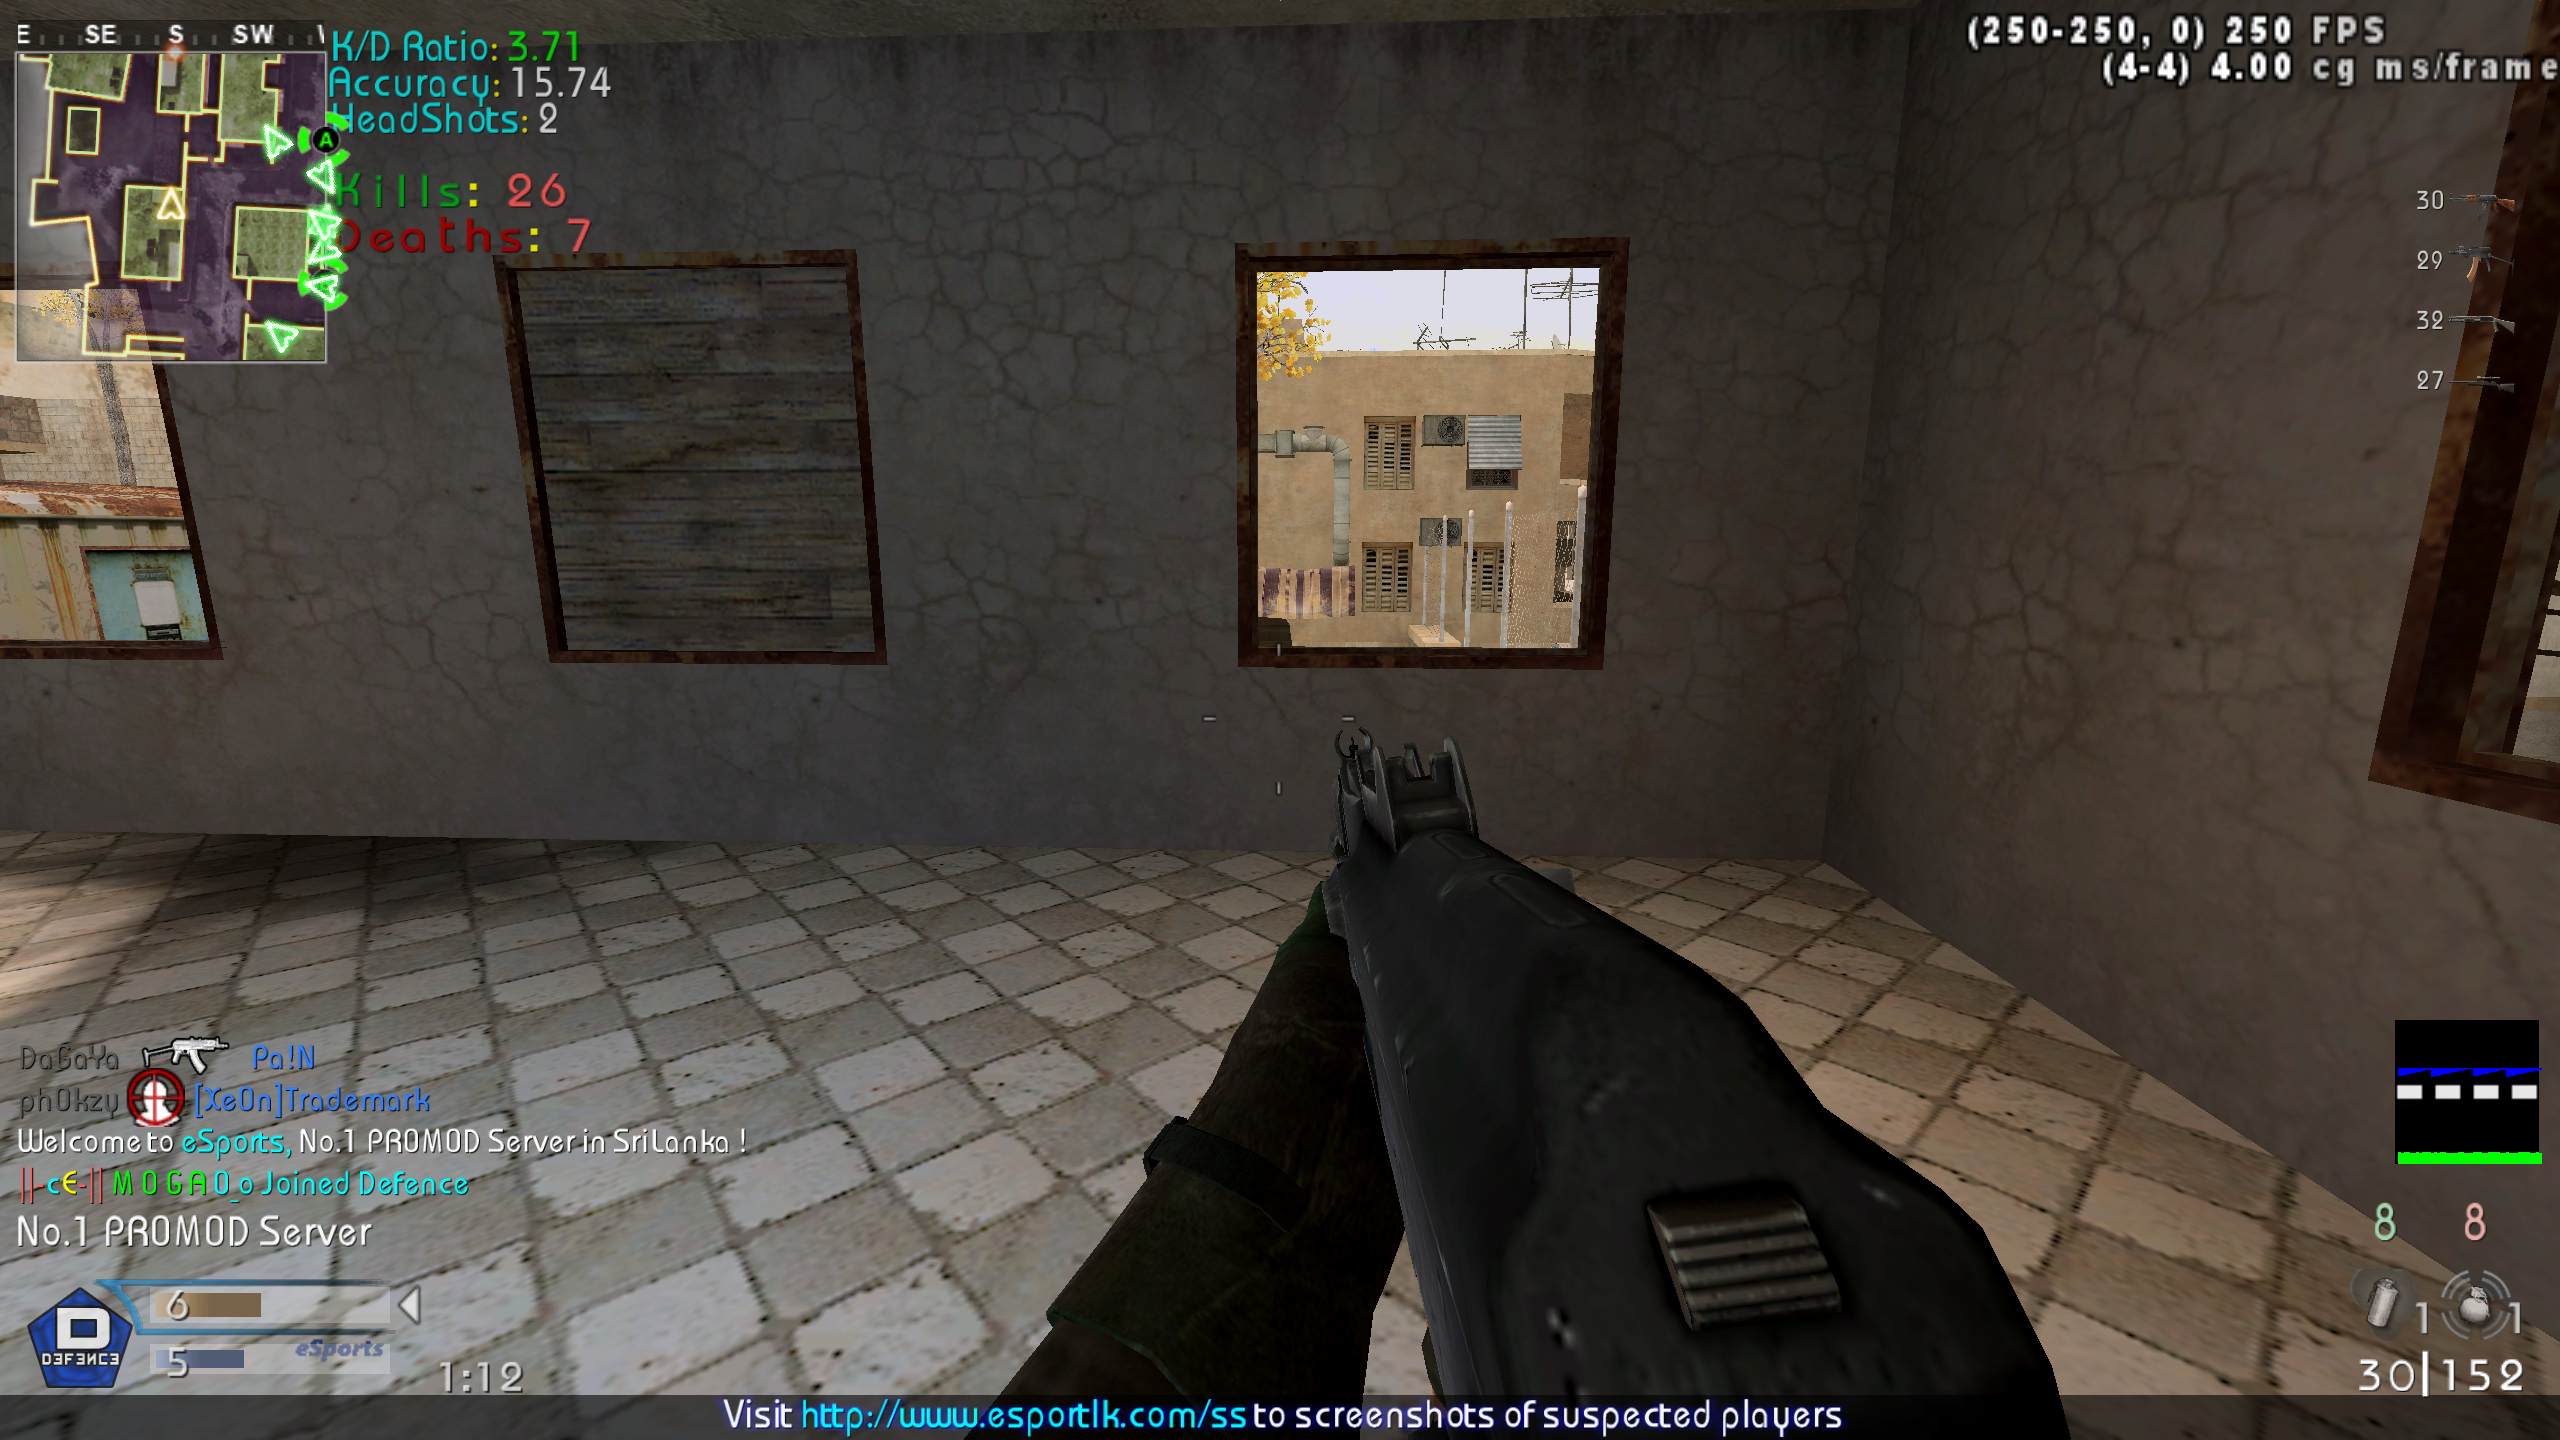 E SE S SW
K/D Ratio: 3.71
Accuracy: 15.74
HeadShots: 2
Kills: 26
Deaths: 7
A
(250-250, 0) 250 FPS
(4-4) 4.00 cg ms/frame
30
29
32
27
DaGaYa Pa!N
ph0kzy [XeOn]Trademark
Welcome to eSports, No.1 PROMOD Server in SriLanka !
||-c€-|| M O G A O_o Joined Defence
No.1 PROMOD Server
8 8
D
D3F3NC3
6
5
eSports
1:12
1 1
30|152
Visit http://www.esportlk.com/ss to screenshots of suspected players